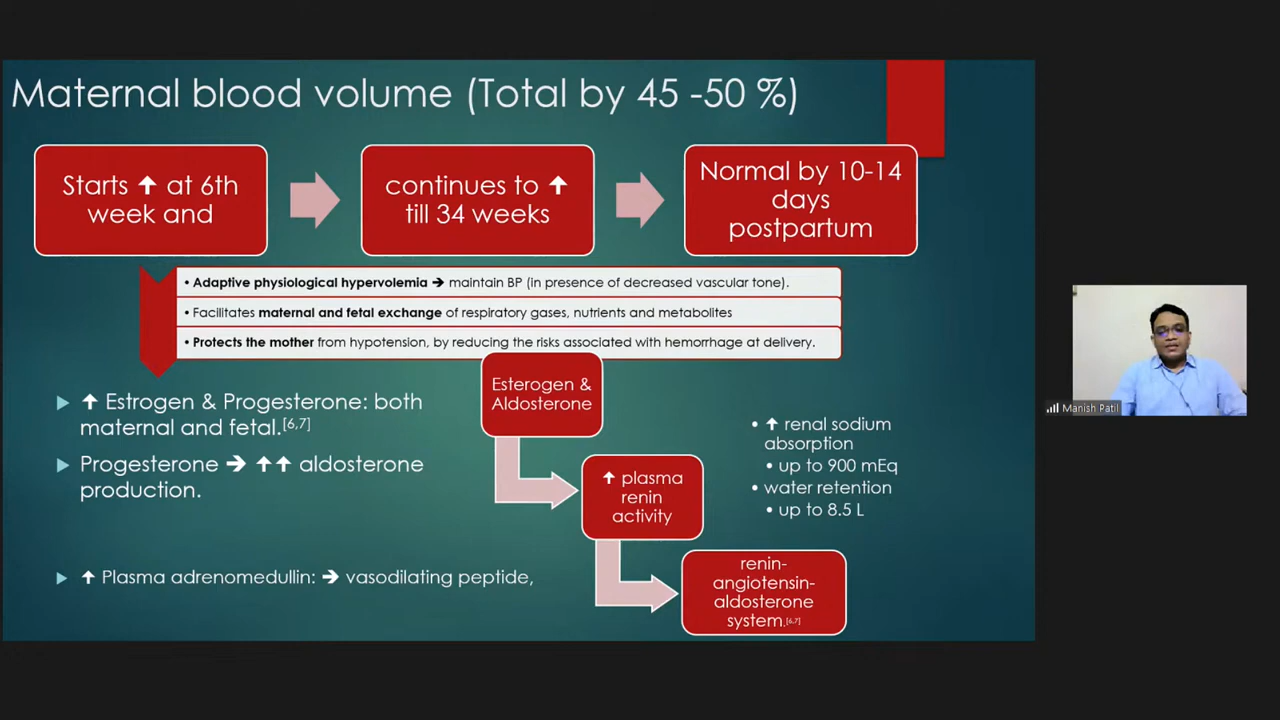 Maternal blood volume (Total by 45 -50 %)
Starts ⬆ at 6th
week and
continues to ⬆
till 34 weeks
Normal by 10-14
days
postpartum
• Adaptive physiological hypervolemia ➔ maintain BP (in presence of decreased vascular tone).
• Facilitates maternal and fetal exchange of respiratory gases, nutrients and metabolites
• Protects the mother from hypotension, by reducing the risks associated with hemorrhage at delivery.
⬆ Estrogen & Progesterone: both
maternal and fetal.[6,7]
Progesterone ➔ ⬆⬆ aldosterone
production.
⬆ Plasma adrenomedullin: ➔ vasodilating peptide,
Esterogen &
Aldosterone
⬆ plasma
renin
activity
renin-
angiotensin-
aldosterone
system.[6,7]
• ⬆ renal sodium
absorption
• up to 900 mEq
• water retention
• up to 8.5 L
Manish Patil